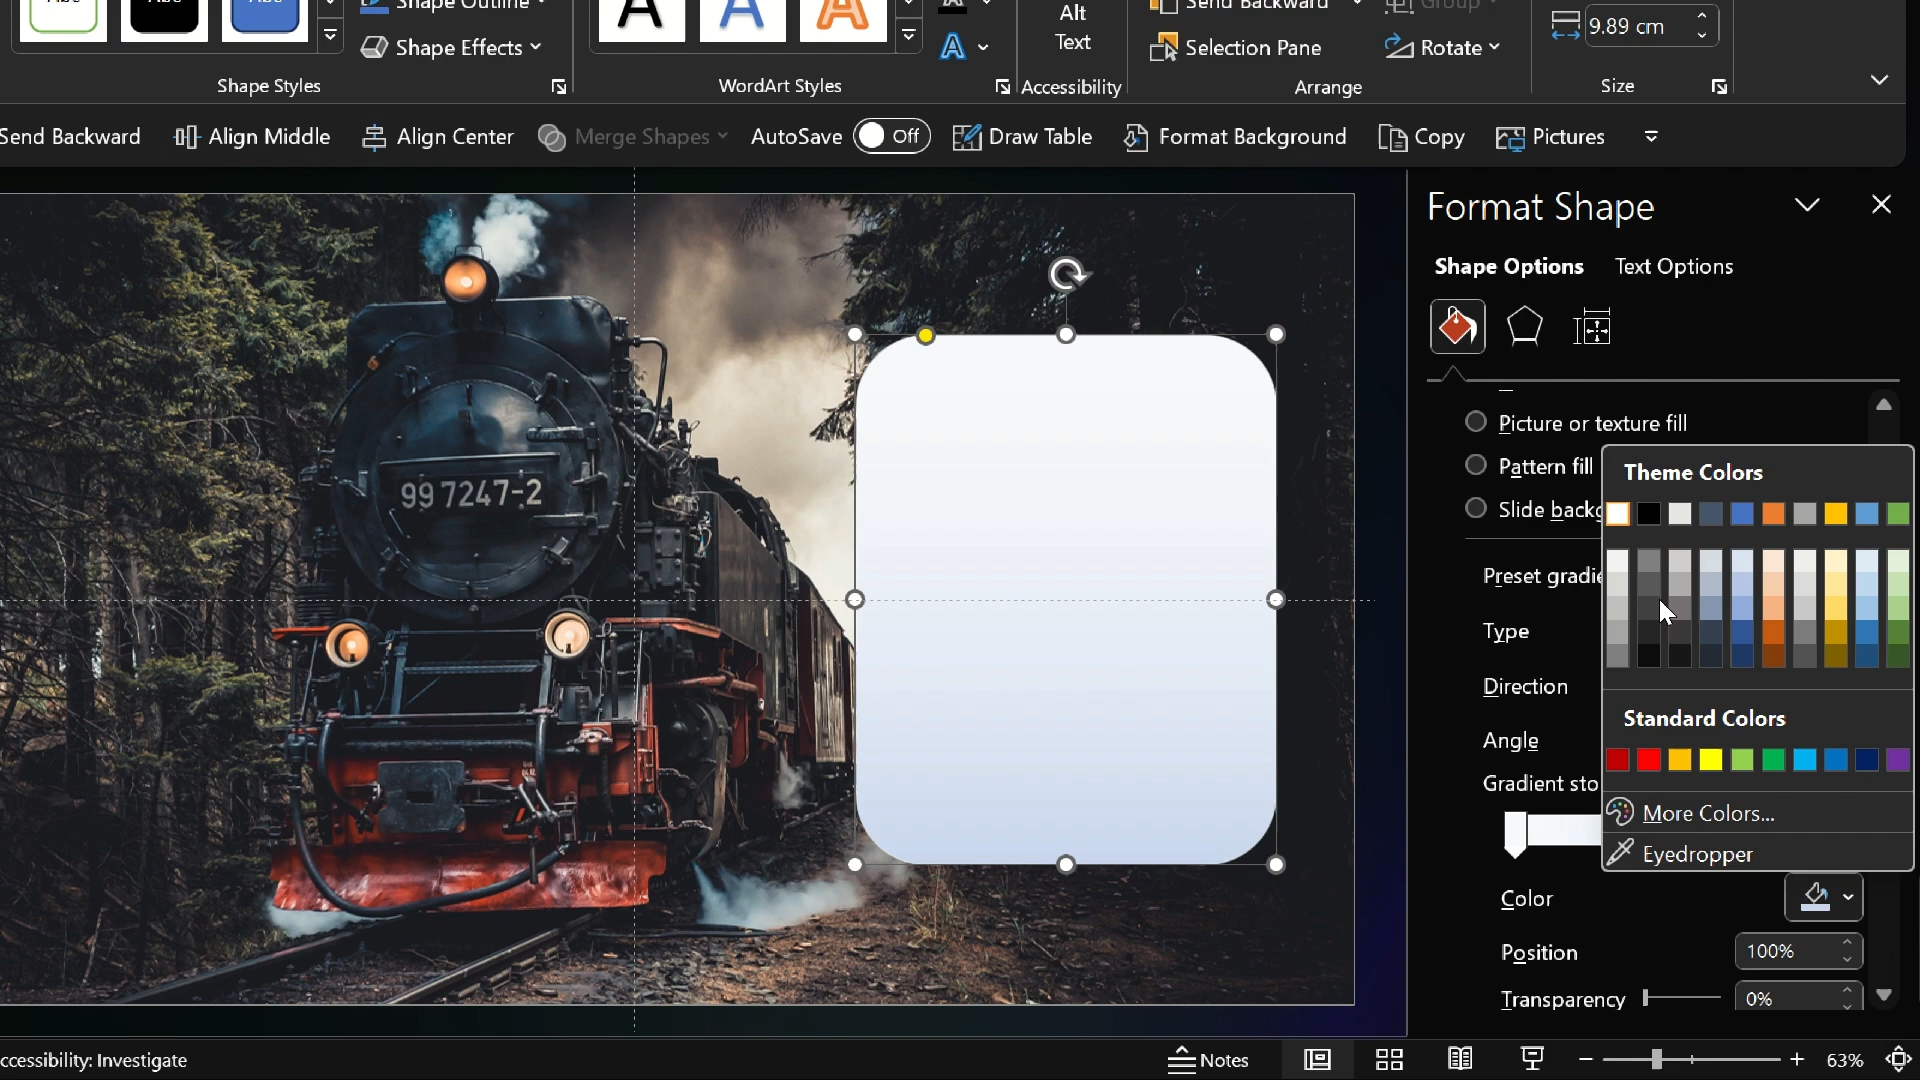 Abc Abc Abc
Shape Outline
Shape Effects
A A A
A
A
Alt
Text
Send Backward
Selection Pane
Group
Rotate
9.89 cm
Shape Styles
WordArt Styles
Accessibility
Arrange
Size
Send Backward
Align Middle
Align Center
Merge Shapes
AutoSave
Off
Draw Table
Format Background
Copy
Pictures
99 7247-2
Format Shape
Shape Options
Text Options
Picture or texture fill
Pattern fill
Slide backg
Preset gradie
Type
Direction
Angle
Gradient sto
Theme Colors
Standard Colors
More Colors...
Eyedropper
Color
Position
100%
Transparency
0%
ccessibility: Investigate
Notes
63%